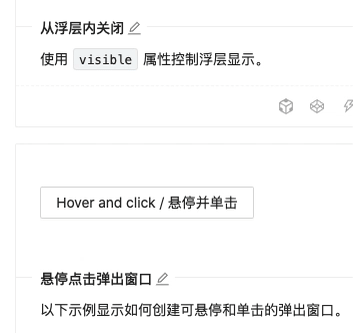 从浮层内关闭
使用 visible 属性控制浮层显示。
Hover and click / 悬停并单击
悬停点击弹出窗口
以下示例显示如何创建可悬停和单击的弹出窗口。